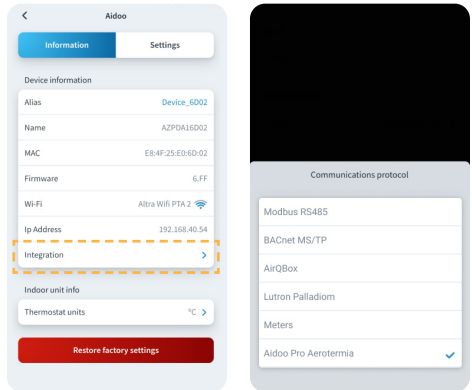 Aidoo
Information Settings
Device information
Alias Device_6D02
Name AZPDA16D02
MAC E8:4F:25:E0:6D:02
Firmware 6.FF
Wi-Fi Altra Wifi PTA 2
Ip Address 192.168.40.54
Integration
Indoor unit info
Thermostat units °C
Restore factory settings
Communications protocol
Modbus RS485
BACnet MS/TP
AirQBox
Lutron Palladiom
Meters
Aidoo Pro Aerotermia